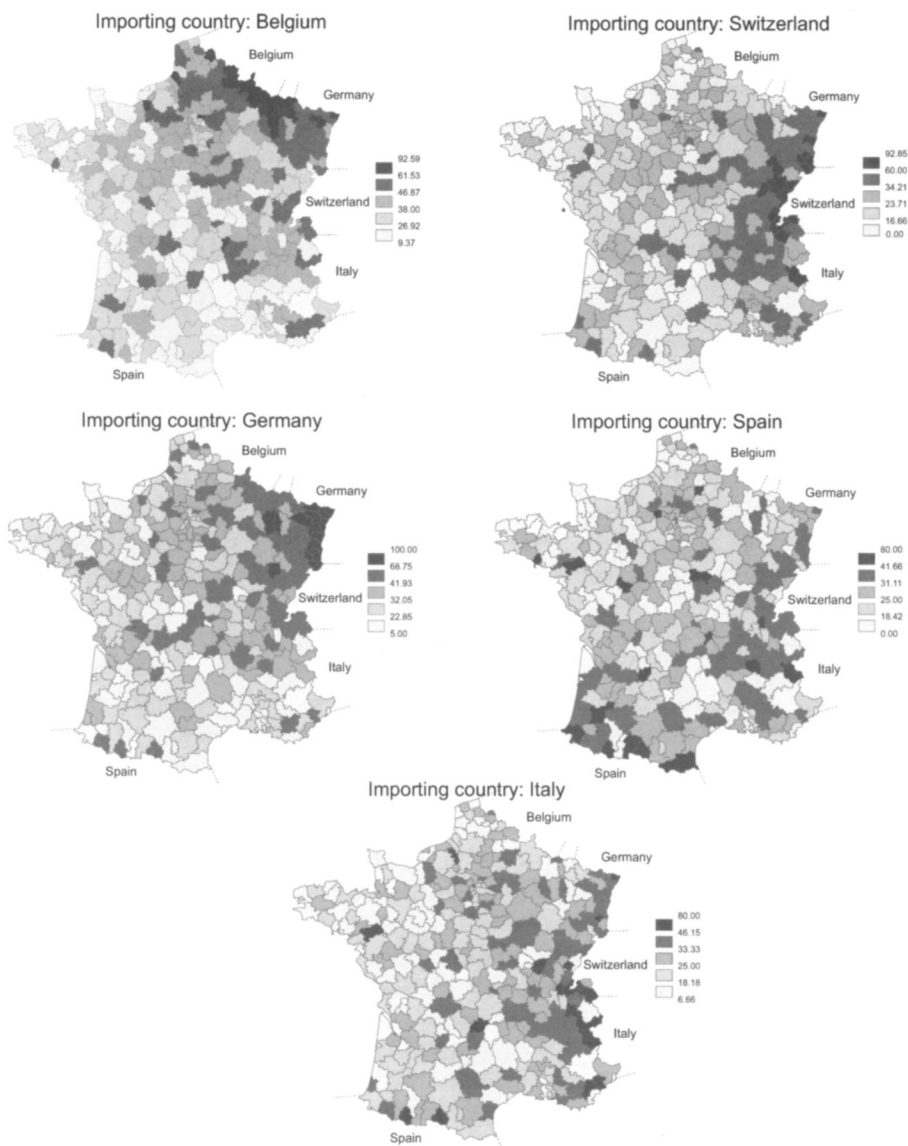 Importing country: Belgium
Belgium
Germany
92.59
61.53
46.87
38.00
26.92
9.37
Switzerland
Italy
Spain
Importing country: Switzerland
Belgium
Germany
92.85
60.00
34.21
23.71
16.66
0.00
Switzerland
Italy
Spain
Importing country: Germany
Belgium
Germany
100.00
68.75
41.93
32.05
22.85
5.00
Switzerland
Italy
Spain
Importing country: Spain
Belgium
Germany
80.00
41.66
31.11
25.00
18.42
0.00
Switzerland
Italy
Spain
Importing country: Italy
Belgium
Germany
80.00
46.15
33.33
25.00
18.18
6.66
Switzerland
Italy
Spain